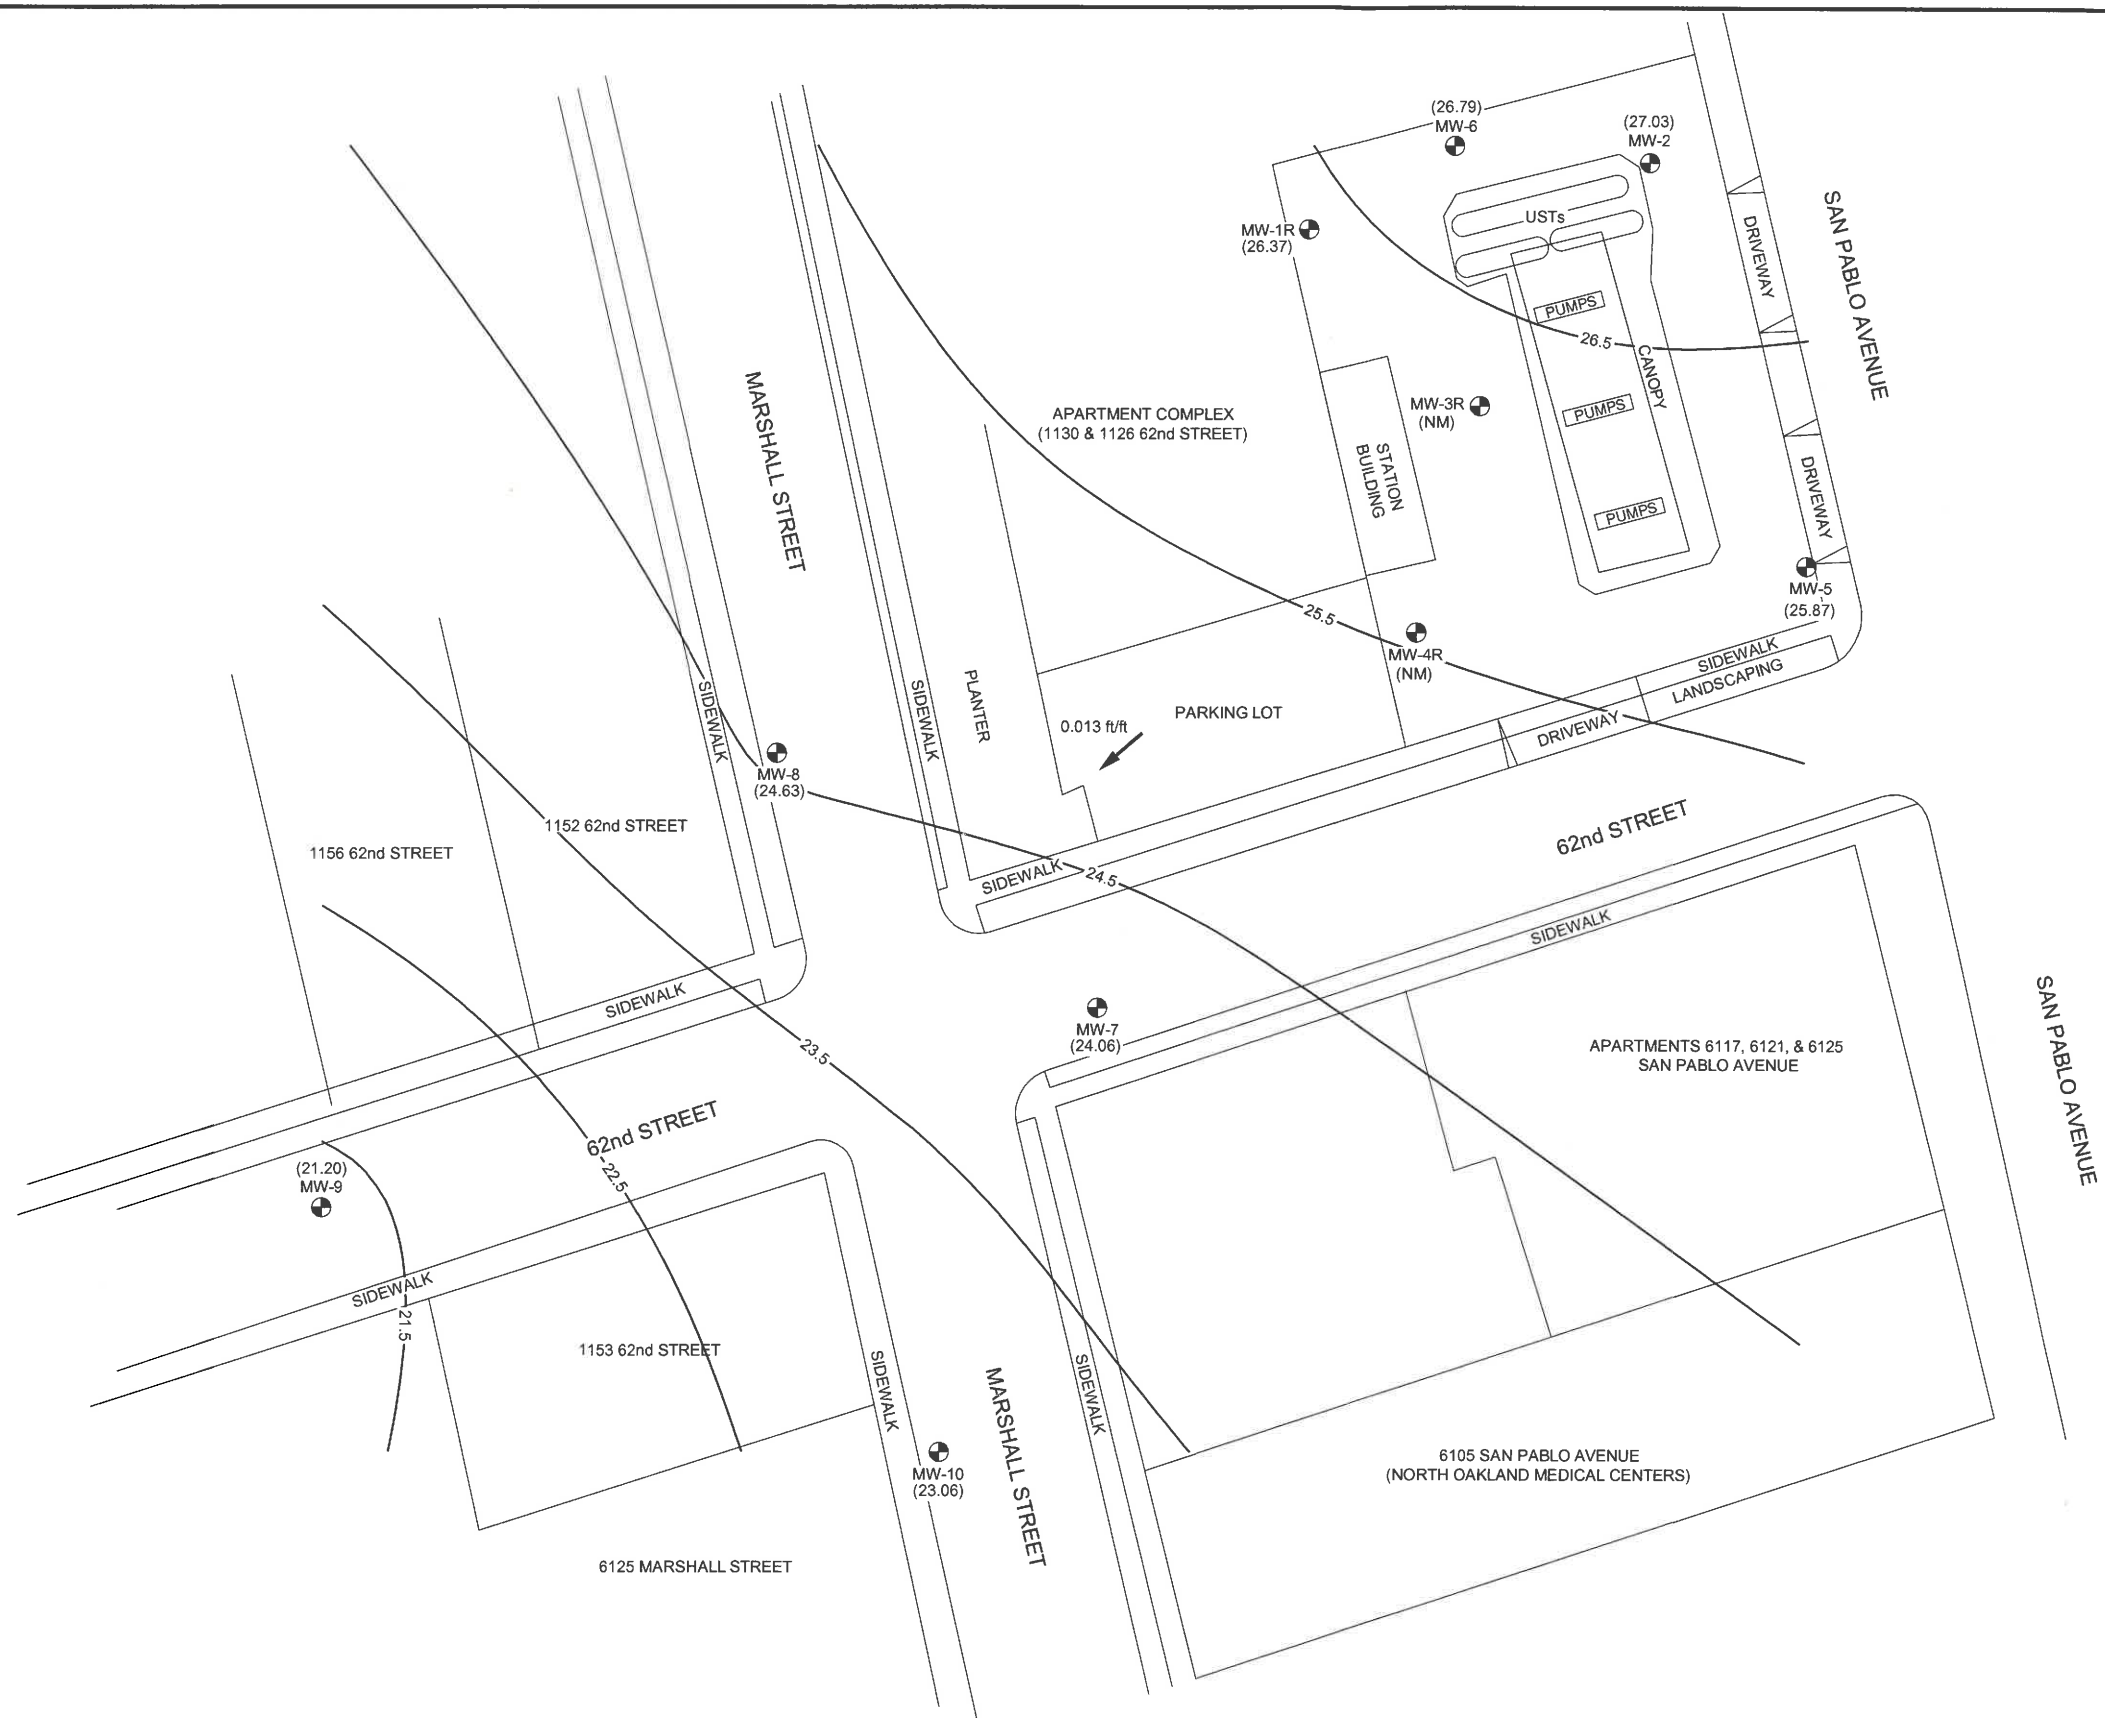 (26.79)
MW-6
(27.03)
MW-2
USTs
MW-1R
(26.37)
PUMPS
26.5
CANOPY
DRIVEWAY
SAN PABLO AVENUE
MARSHALL STREET
APARTMENT COMPLEX
(1130 & 1126 62nd STREET)
MW-3R
(NM)
PUMPS
STATION
BUILDING
PUMPS
DRIVEWAY
MW-5
(25.87)
25.5
MW-4R
(NM)
SIDEWALK
LANDSCAPING
DRIVEWAY
SIDEWALK
SIDEWALK
PLANTER
0.013 ft/ft
PARKING LOT
MW-8
(24.63)
1152 62nd STREET
1156 62nd STREET
62nd STREET
SIDEWALK
24.5
SIDEWALK
SIDEWALK
MW-7
(24.06)
23.5
APARTMENTS 6117, 6121, & 6125
SAN PABLO AVENUE
SAN PABLO AVENUE
62nd STREET
(21.20)
MW-9
22.5
SIDEWALK
21.5
1153 62nd STREET
SIDEWALK
MARSHALL STREET
SIDEWALK
MW-10
(23.06)
6105 SAN PABLO AVENUE
(NORTH OAKLAND MEDICAL CENTERS)
6125 MARSHALL STREET